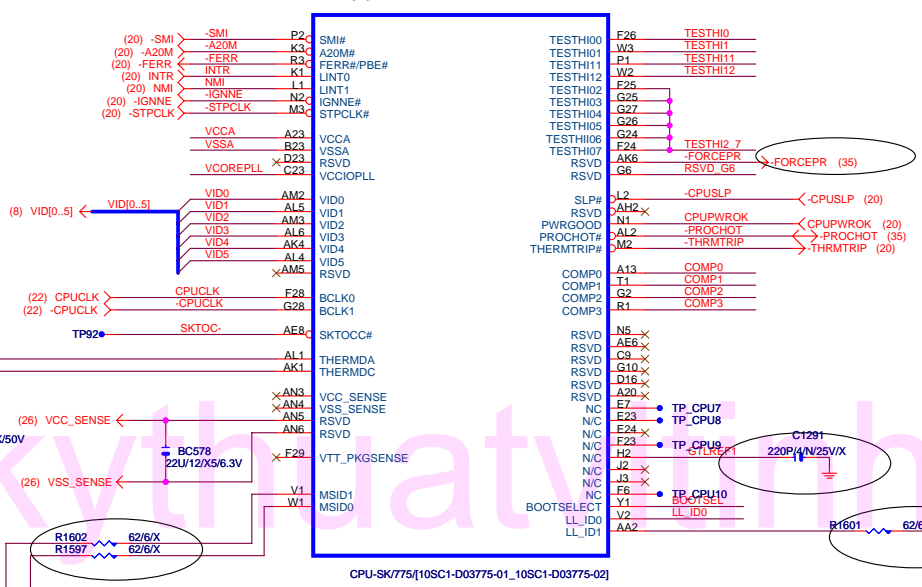 (20) -SMI -SMI P2 SMI# TESTHI00 F26 TESTHI0
(20) -A20M -A20M K3 A20M# TESTHI01 W3 TESTHI1
(20) -FERR -FERR R3 FERR#/PBE# TESTHI11 P1 TESTHI11
(20) INTR INTR K1 LINT0 TESTHI12 W2 TESTHI12
(20) NMI NMI L1 LINT1 TESTHI02 F25
(20) -IGNNE -IGNNE N2 IGNNE# TESTHI03 G25
(20) -STPCLK -STPCLK M3 STPCLK# TESTHI04 G27
TESTHI05 G26
VCCA A23 VCCA TESTHI06 G24
VSSA B23 VSSA TESTHI07 F24 TESTHI2_7
D23 RSVD RSVD AK6 -FORCEPR -FORCEPR (35)
VCOREPLL C23 VCCIOPLL RSVD G6 RSVD_G6
VID0 AM2 VID0 SLP# L2 -CPUSLP -CPUSLP (20)
(8) VID[0..5] VID[0..5] VID1 AL5 VID1 RSVD AH2
VID2 AM3 VID2 PWRGOOD N1 CPUPWROK CPUPWROK (20)
VID3 AL6 VID3 PROCHOT# AL2 -PROCHOT -PROCHOT (35)
VID4 AK4 VID4 THERMTRIP# M2 -THRMTRIP -THRMTRIP (20)
VID5 AL4 VID5
AM5 RSVD COMP0 A13 COMP0
COMP1 T1 COMP1
(22) CPUCLK CPUCLK F28 BCLK0 COMP2 G2 COMP2
(22) -CPUCLK -CPUCLK G28 BCLK1 COMP3 R1 COMP3
TP92 SKTOC- AE8 SKTOCC# RSVD N5
RSVD AE6
AL1 THERMDA RSVD C9
AK1 THERMDC RSVD G10
RSVD D16
AN3 VCC_SENSE RSVD A20
AN4 VSS_SENSE NC E7 TP_CPU7
(26) VCC_SENSE AN5 RSVD N/C E23 TP_CPU8
AN6 RSVD N/C E24
/50V N/C F23 TP_CPU9 C1291
BC578 F29 VTT_PKGSENSE N/C H2 GTLREF1 220P/4/N/25V/X
22U/12/X5/6.3V N/C J2
(26) VSS_SENSE N/C J3
V1 MSID1 NC F6 TP_CPU10
W1 MSID0 BOOTSELECT Y1 BOOTSEL
LL_ID0 V2 LL_ID0
R1602 62/6/X LL_ID1 AA2 R1601 62/6
R1597 62/6/X
CPU-SK/775/[10SC1-D03775-01_10SC1-D03775-02]
kythuatvitinh